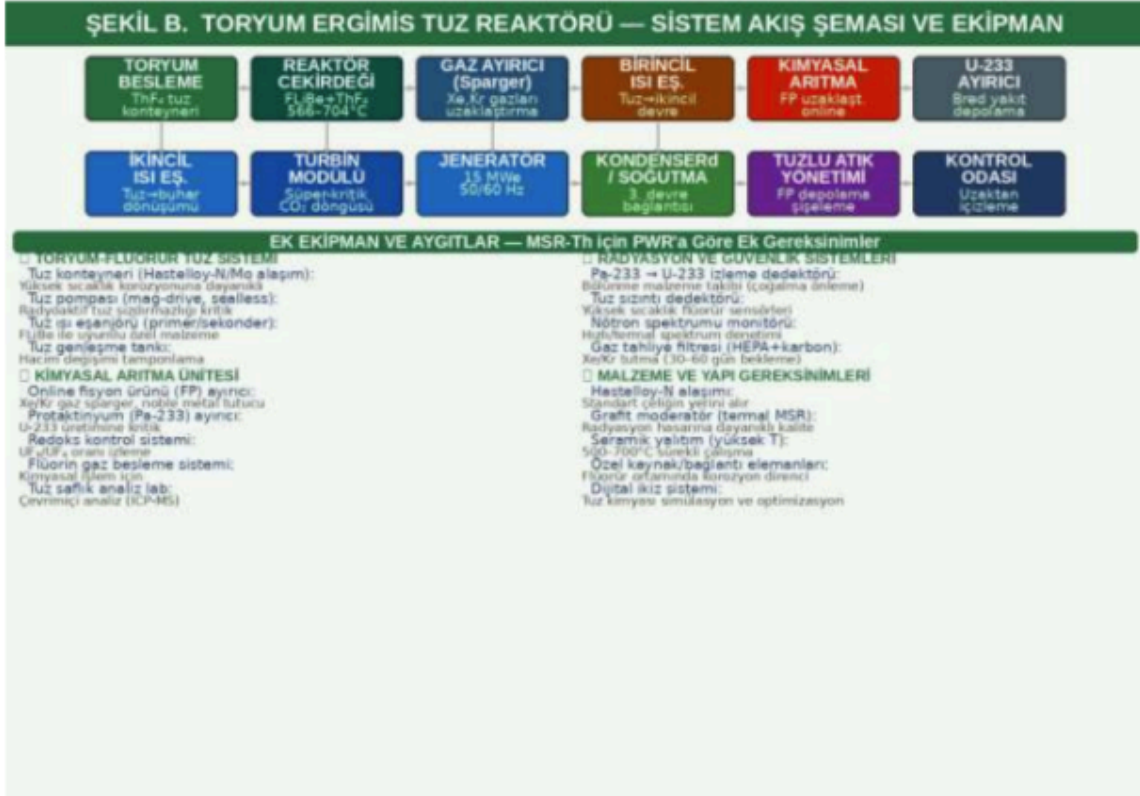 ŞEKİL B. TORYUM ERGİMİS TUZ REAKTÖRÜ — SİSTEM AKIŞ ŞEMASI VE EKİPMAN
TORYUM
BESLEME
ThF₄ tuz
konteyneri
REAKTÖR
CEKIRDEĞİ
FLiBe+ThF₄
566–704°C
GAZ AYIRICI
(Sparger)
Xe,Kr gazları
uzaklaştırma
BİRİNCİL
ISI EŞ.
Tuz→ikincil
devre
KIMYASAL
ARITMA
FP uzaklaşt.
online
U-233
AYIRICI
Bred yakıt
depolama
İKİNCİL
ISI EŞ.
Tuz→buhar
dönüşümü
TÜRBİN
MODÜLÜ
Süper-kritik
CO₂ döngüsü
JENERATÖR
15 MWe
50/60 Hz
KONDENSERd
/ SOĞUTMA
3. devre
bağlantısı
TUZLU ATIK
YÖNETİMİ
FP depolama
şişeleme
KONTROL
ODASI
Uzaktan
içizleme
EK EKİPMAN VE AYGITLAR — MSR-Th için PWR'a Göre Ek Gereksinimler
▯ TORYUM-FLUORÜR TUZ SİSTEMİ
Tuz konteyneri (Hastelloy-N/Mo alaşım):
Yüksek sıcaklık korozyonuna dayanıklı
Tuz pompası (mag-drive, sealless):
Radyoaktif tuz sızdırmazlığı kritik
Tuz ısı eşanjörü (primer/sekonder):
FLiBe ile uyumlu özel malzeme
Tuz genleşme tankı:
Hacim değişimi tamponlama
▯ KİMYASAL ARITMA ÜNİTESİ
Online fisyon ürünü (FP) ayırıcı:
Xe/Kr gaz sparger, noble metal tutucu
Protaktinyum (Pa-233) ayırıcı:
U-233 üretimine kritik
Redoks kontrol sistemi:
UF₃/UF₄ oranı izleme
Flüorin gaz besleme sistemi:
Kimyasal işlem için
Tuz saflık analiz lab:
Çevrimiçi analiz (ICP-MS)
▯ RADYASYON VE GÜVENLİK SİSTEMLERİ
Pa-233 → U-233 izleme dedektörü:
Bölünme malzeme takibi (çoğalma önleme)
Tuz sızıntı dedektörü:
Yüksek sıcaklık fluorür sensörleri
Nötron spektrumu monitörü:
Hızlı/termal spektrum denetimi
Gaz tahliye filtresi (HEPA+karbon):
Xe/Kr tutma (30–60 gün bekleme)
▯ MALZEME VE YAPI GEREKSİNİMLERİ
Hastelloy-N alaşımı:
Standart çeliğin yerini alır
Grafit moderatör (termal MSR):
Radyasyon hasarına dayanıklı kalite
Seramik yalıtım (yüksek T):
500–700°C sürekli çalışma
Özel kaynak/bağlantı elemanları:
Flüorür ortamında korozyon direnci
Dijital ikiz sistemi:
Tuz kimyası simülasyon ve optimizasyon